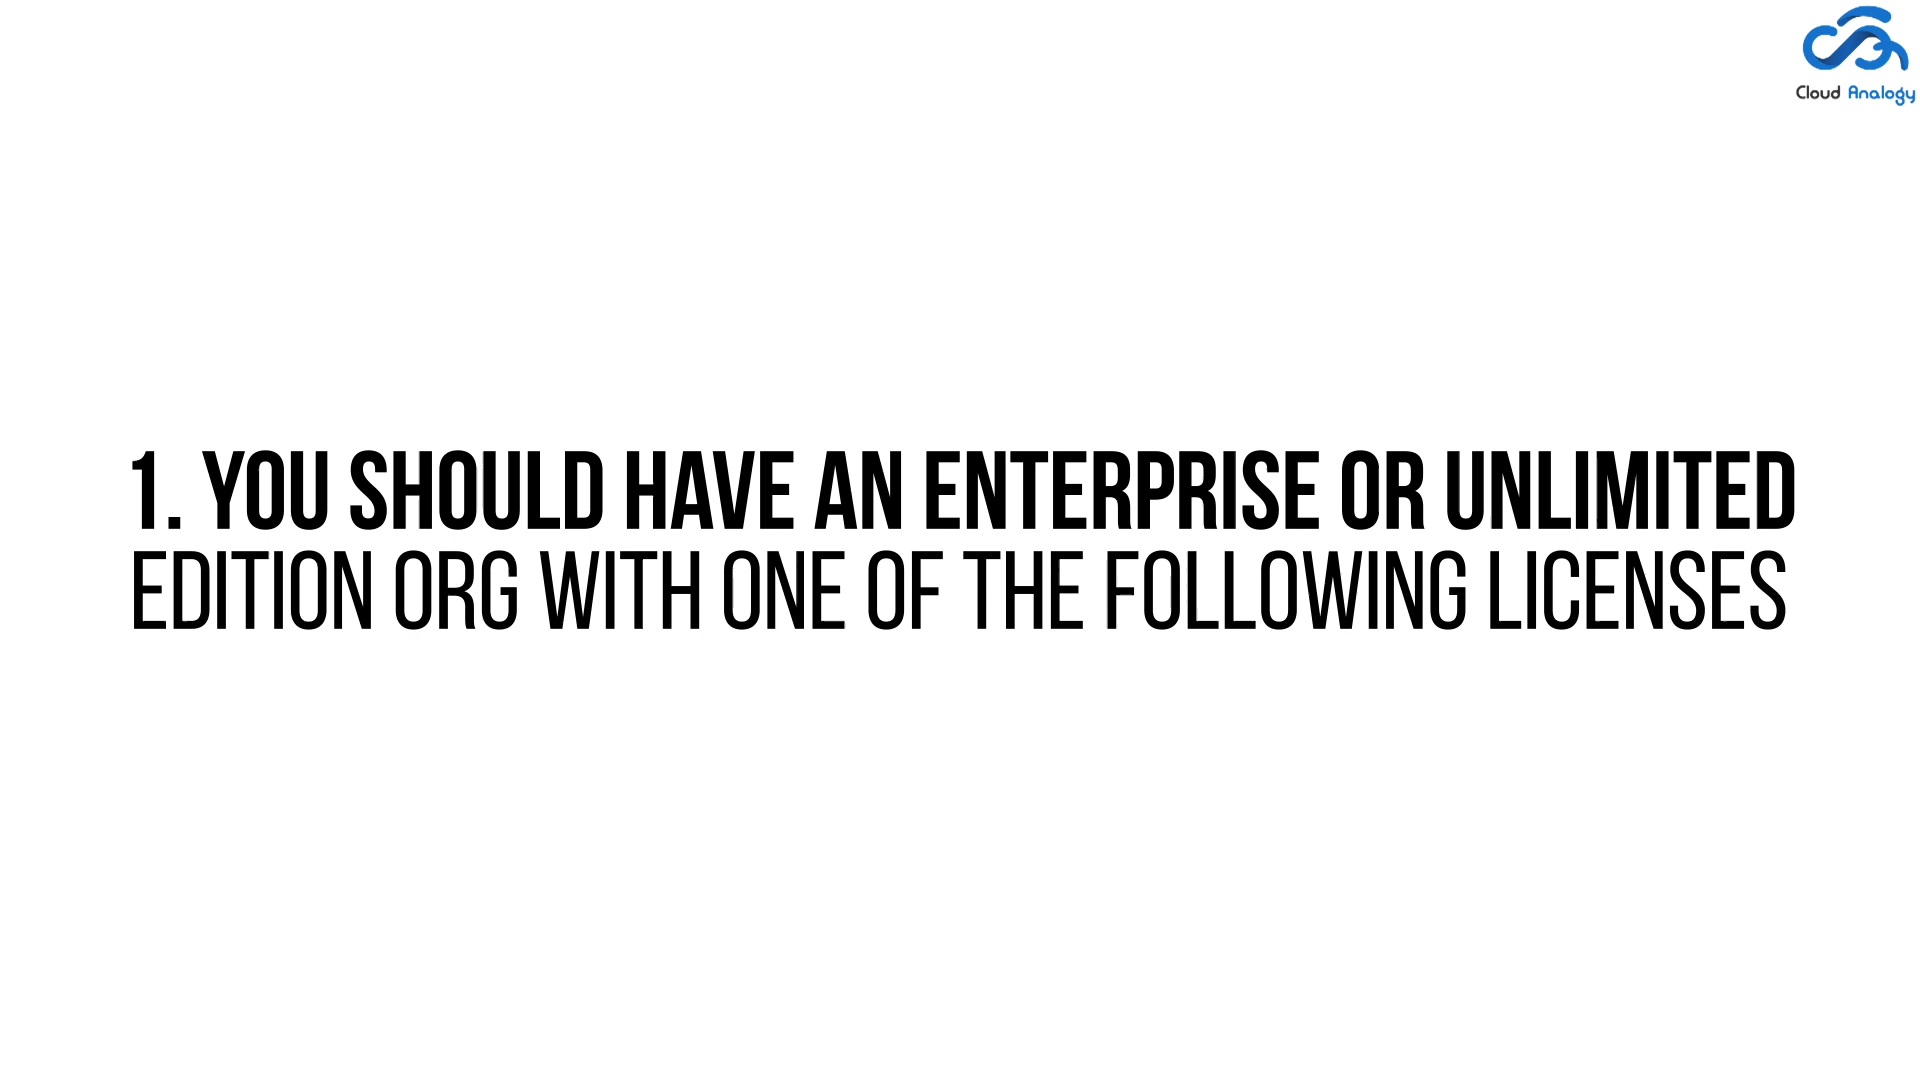 Cloud Analogy
1. YOU SHOULD HAVE AN ENTERPRISE OR UNLIMITED
EDITION ORG WITH ONE OF THE FOLLOWING LICENSES